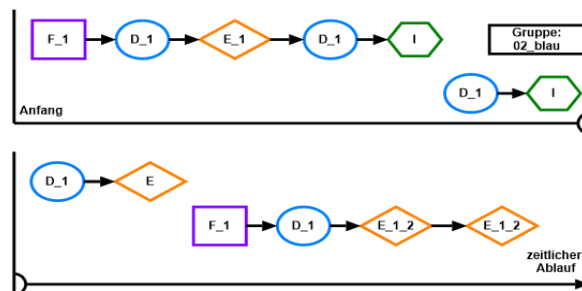 F_1 D_1 E_1 D_1 I
Gruppe:
02_blau
D_1 I
Anfang
D_1 E
F_1 D_1 E_1_2 E_1_2
zeitlicher
Ablauf